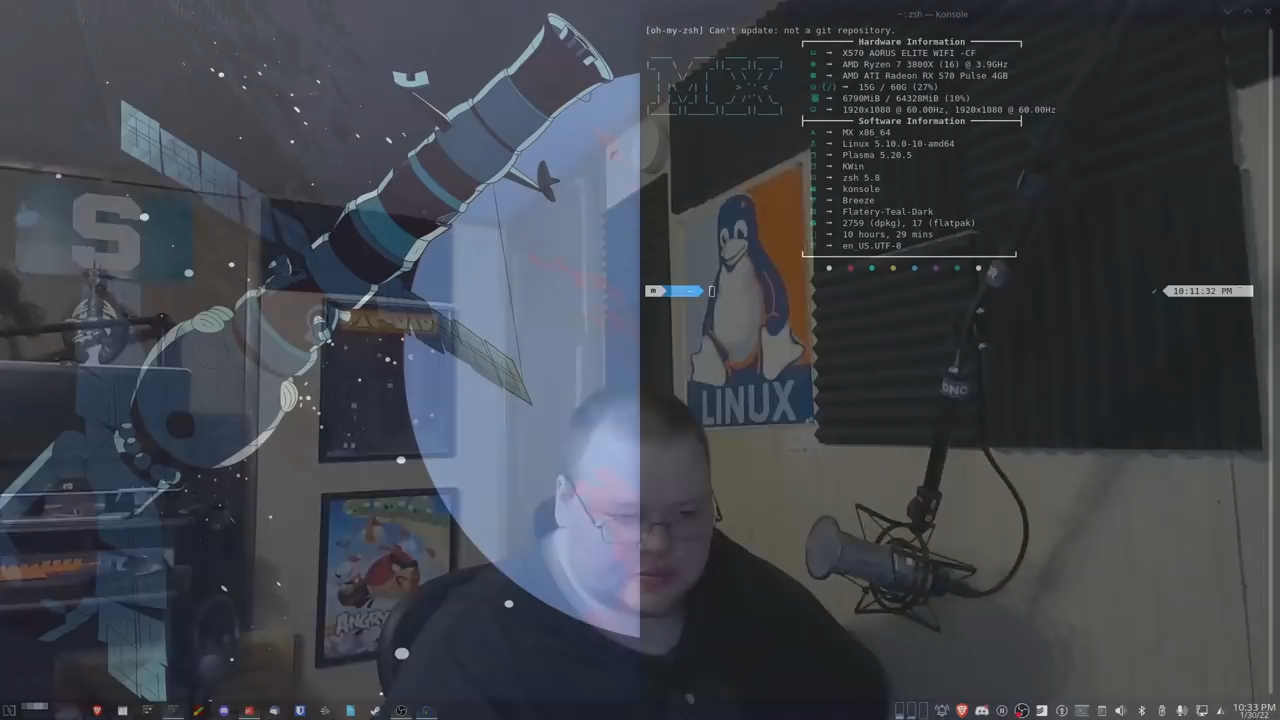 ~ : zsh — Konsole
[oh-my-zsh] Can't update: not a git repository.
Hardware Information
X570 AORUS ELITE WIFI -CF
AMD Ryzen 7 3800X (16) @ 3.9GHz
AMD ATI Radeon RX 570 Pulse 4GB
(/) → 15G / 60G (27%)
6790MiB / 64328MiB (10%)
1920x1080 @ 60.00Hz, 1920x1080 @ 60.00Hz
Software Information
MX x86_64
Linux 5.10.0-10-amd64
Plasma 5.20.5
KWin
zsh 5.8
konsole
Breeze
Flatery-Teal-Dark
2759 (dpkg), 17 (flatpak)
10 hours, 29 mins
en_US.UTF-8
MX
~
10:11:32 PM
S
LINUX
ANGRY
10:33 PM
1/30/22